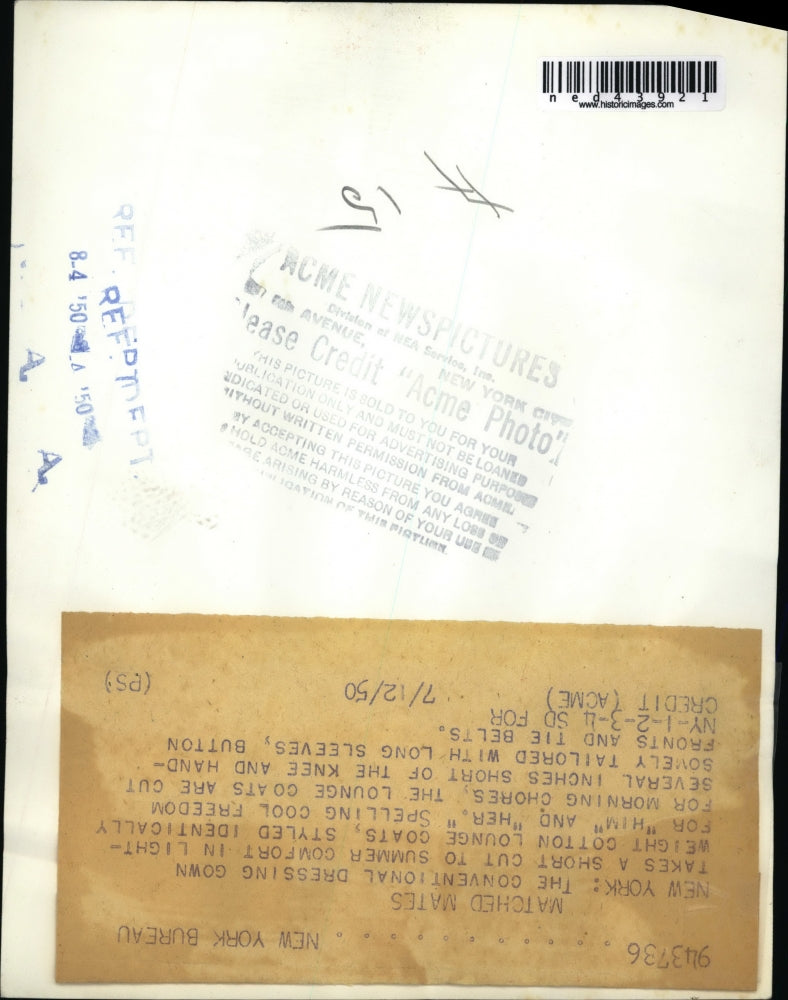 ned43921
www.historicimages.com
# 15
ACME NEWSPICTURES
Division of NEA Service, Inc.
AVENUE, NEW YORK CITY
Please Credit "Acme Photo"
THIS PICTURE IS SOLD TO YOU FOR YOUR
PUBLICATION ONLY AND MUST NOT BE LOANED
SYNDICATED OR USED FOR ADVERTISING PURPOSES
WITHOUT WRITTEN PERMISSION FROM ACME.
BY ACCEPTING THIS PICTURE YOU AGREE
HOLD ACME HARMLESS FROM ANY LOSS OR
ARISING BY REASON OF YOUR USE OR
PUBLICATION OF THIS PICTURE.
REF.
8-4 '50
'50
A
A
943736 . . . . . . . . . . . NEW YORK BUREAU
MATCHED MATES
NEW YORK: THE CONVENTIONAL DRESSING GOWN
TAKES A SHORT CUT TO SUMMER COMFORT IN LIGHT-
WEIGHT COTTON LOUNGE COATS, STYLED IDENTICALLY
FOR "HIM" AND "HER." SPELLING COOL FREEDOM
FOR MORNING CHORES, THE LOUNGE COATS ARE CUT
SEVERAL INCHES SHORT OF THE KNEE AND HAND-
SOMELY TAILORED WITH LONG SLEEVES, BUTTON
FRONTS AND TIE BELTS.
NY-1-2-3-4 SD FOR
CREDIT (ACME) 7/12/50 (PS)